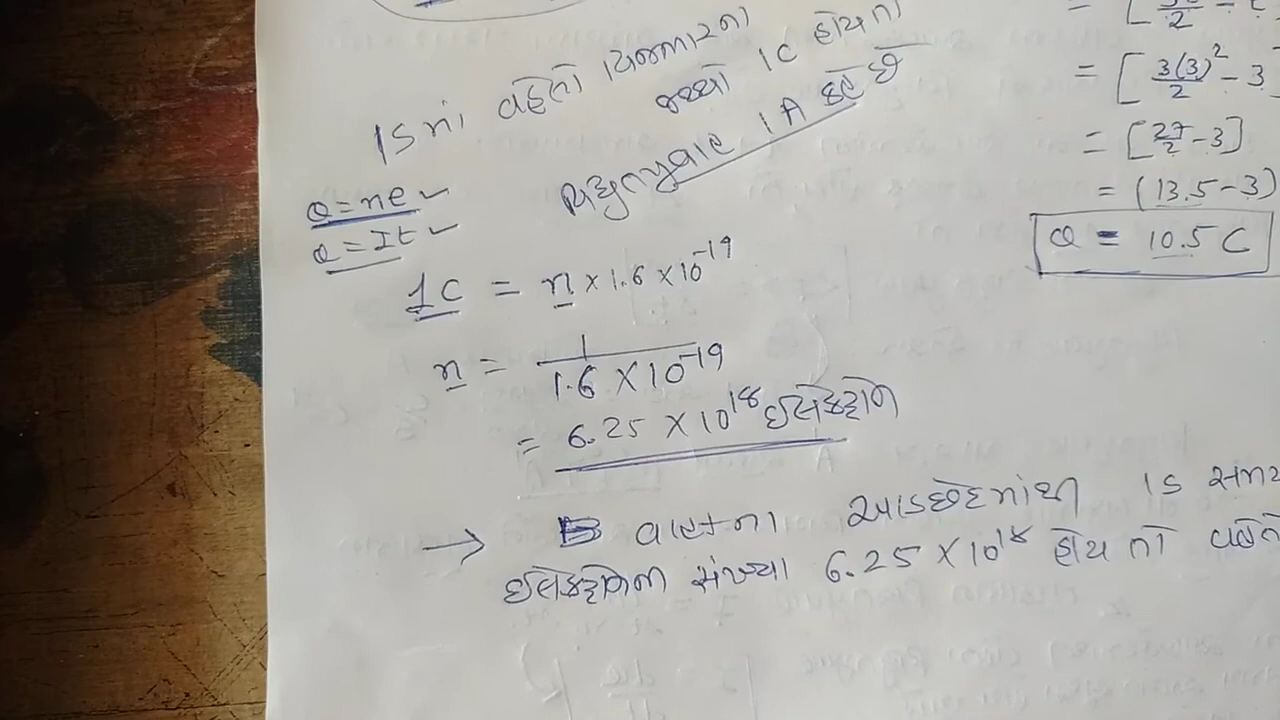 1S માં વહેતો વિજભારનો
જથ્થો 1C હોય તો
વિધુતપ્રવાહ 1A કહે છે
Q=ne ✓
Q=It ✓
1C = n × 1.6 × 10⁻¹⁹
n = 1 / 1.6 × 10⁻¹⁹
= 6.25 × 10¹⁸ ઇલેક્ટ્રોન
→ વાહકના આડછેદમાંથી 1S સમય
ઇલેક્ટ્રોનની સંખ્યા 6.25 × 10¹⁸ હોય તો
= [3(3)²/2 - 3
= [27/2 - 3]
= (13.5 - 3)
Q = 10.5 C